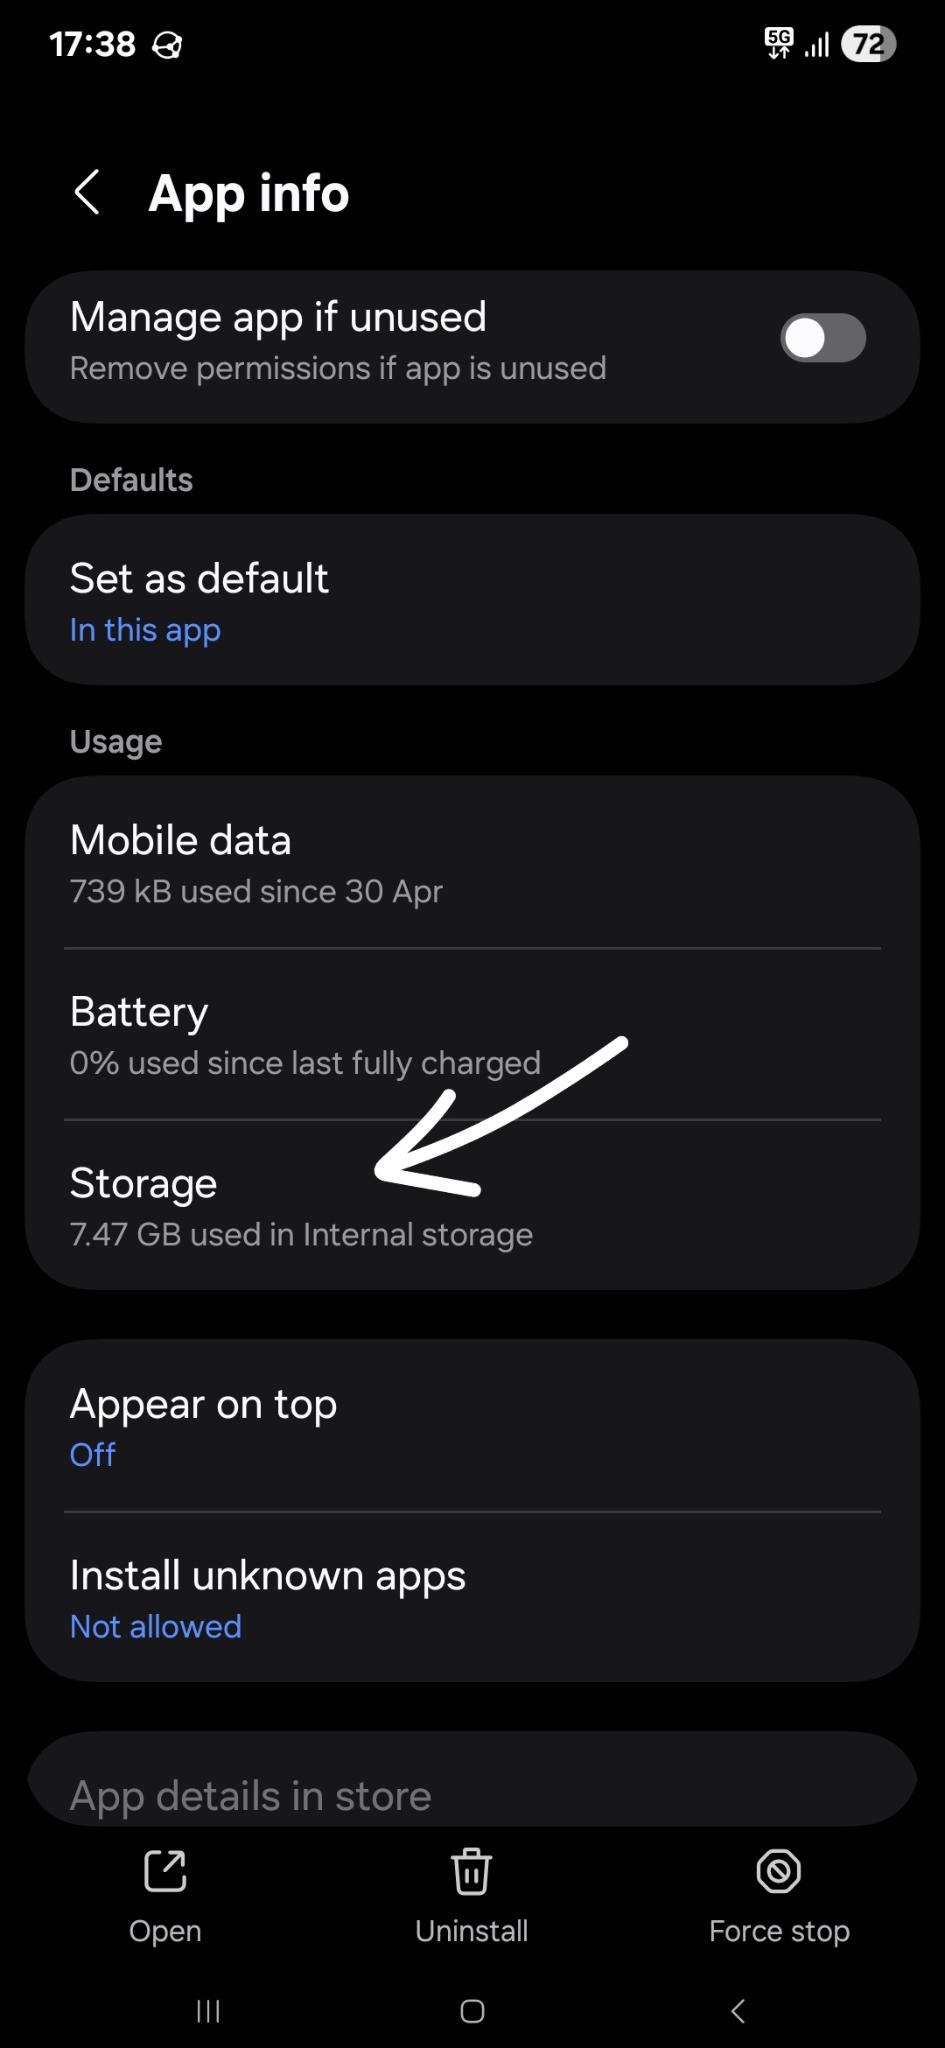 17:38
5G
72
App info
Manage app if unused
Remove permissions if app is unused
Defaults
Set as default
In this app
Usage
Mobile data
739 kB used since 30 Apr
Battery
0% used since last fully charged
Storage
7.47 GB used in Internal storage
Appear on top
Off
Install unknown apps
Not allowed
App details in store
Open Uninstall Force stop